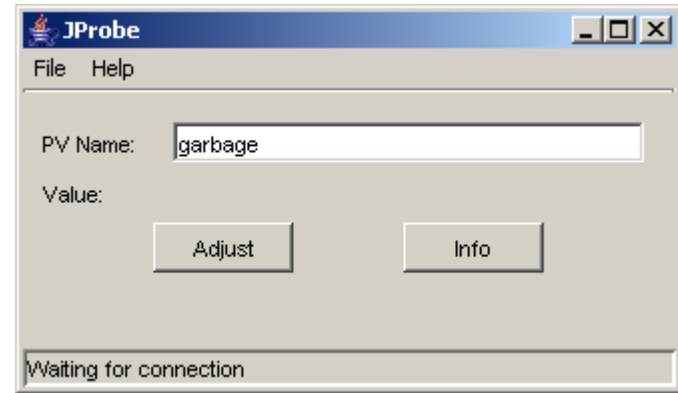 JProbe
File Help
PV Name: garbage
Value:
Adjust Info
Waiting for connection